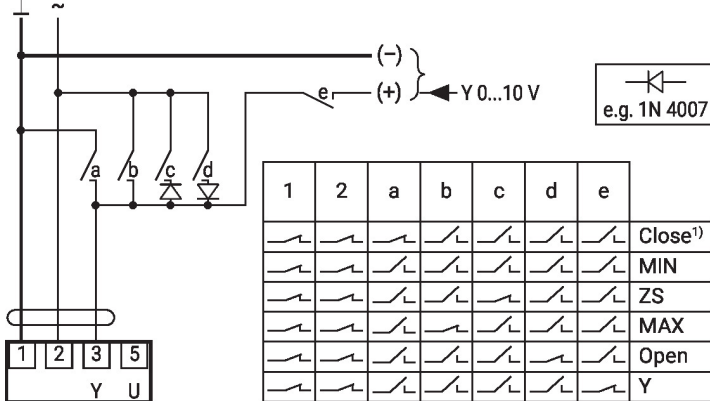 ~
(−)
e (+) Y 0...10 V
e.g. 1N 4007
a b c d
1 2 a b c d e
Close¹⁾
MIN
ZS
MAX
Open
Y
1 2 3 5
Y U